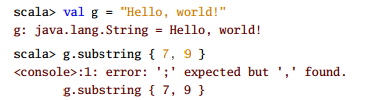 scala> val g = "Hello, world!"
g: java.lang.String = Hello, world!
scala> g.substring { 7, 9 }
<console>:1: error: ';' expected but ',' found.
g.substring { 7, 9 }